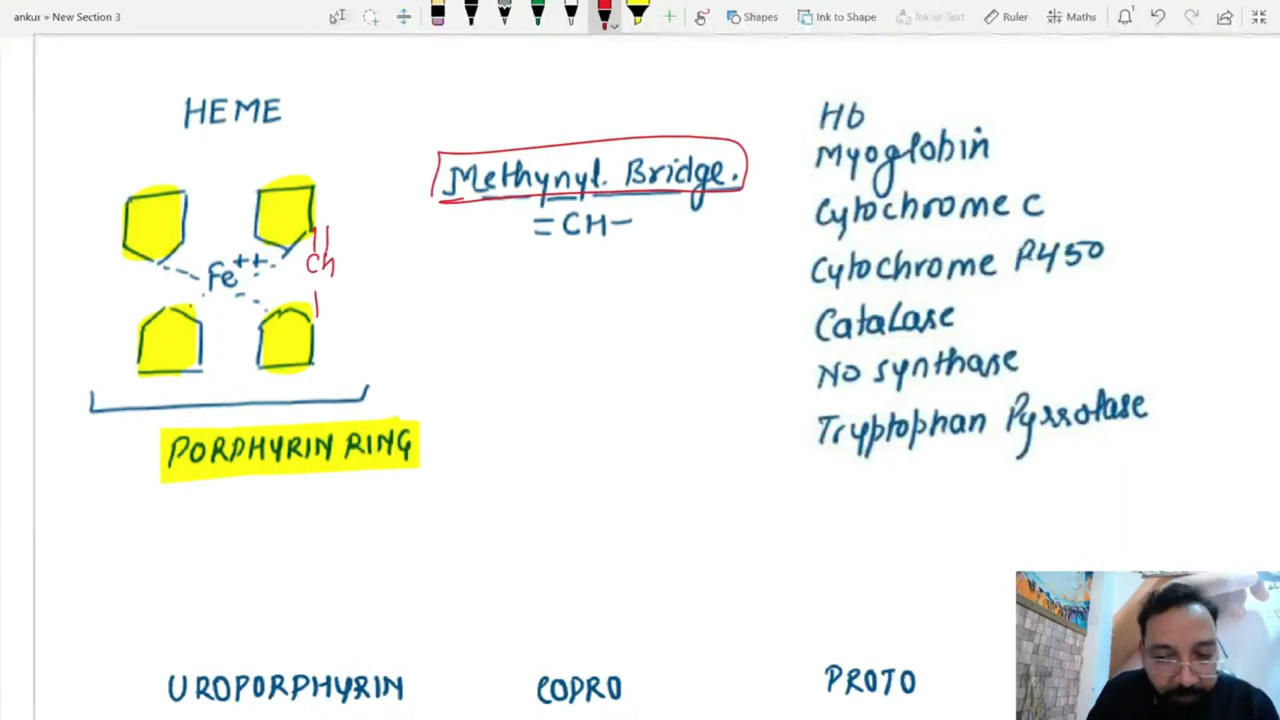 ankur » New Section 3
Shapes
Ink to Shape
Ink to Text
Ruler
Maths
HEME
Fe++
Ch
PORPHYRIN RING
Methynyl. Bridge.
=CH-
Hb
Myoglobin
Cytochrome C
Cytochrome P450
Catalase
No synthase
Tryptophan Pyrrolase
UROPORPHYRIN
COPRO
PROTO